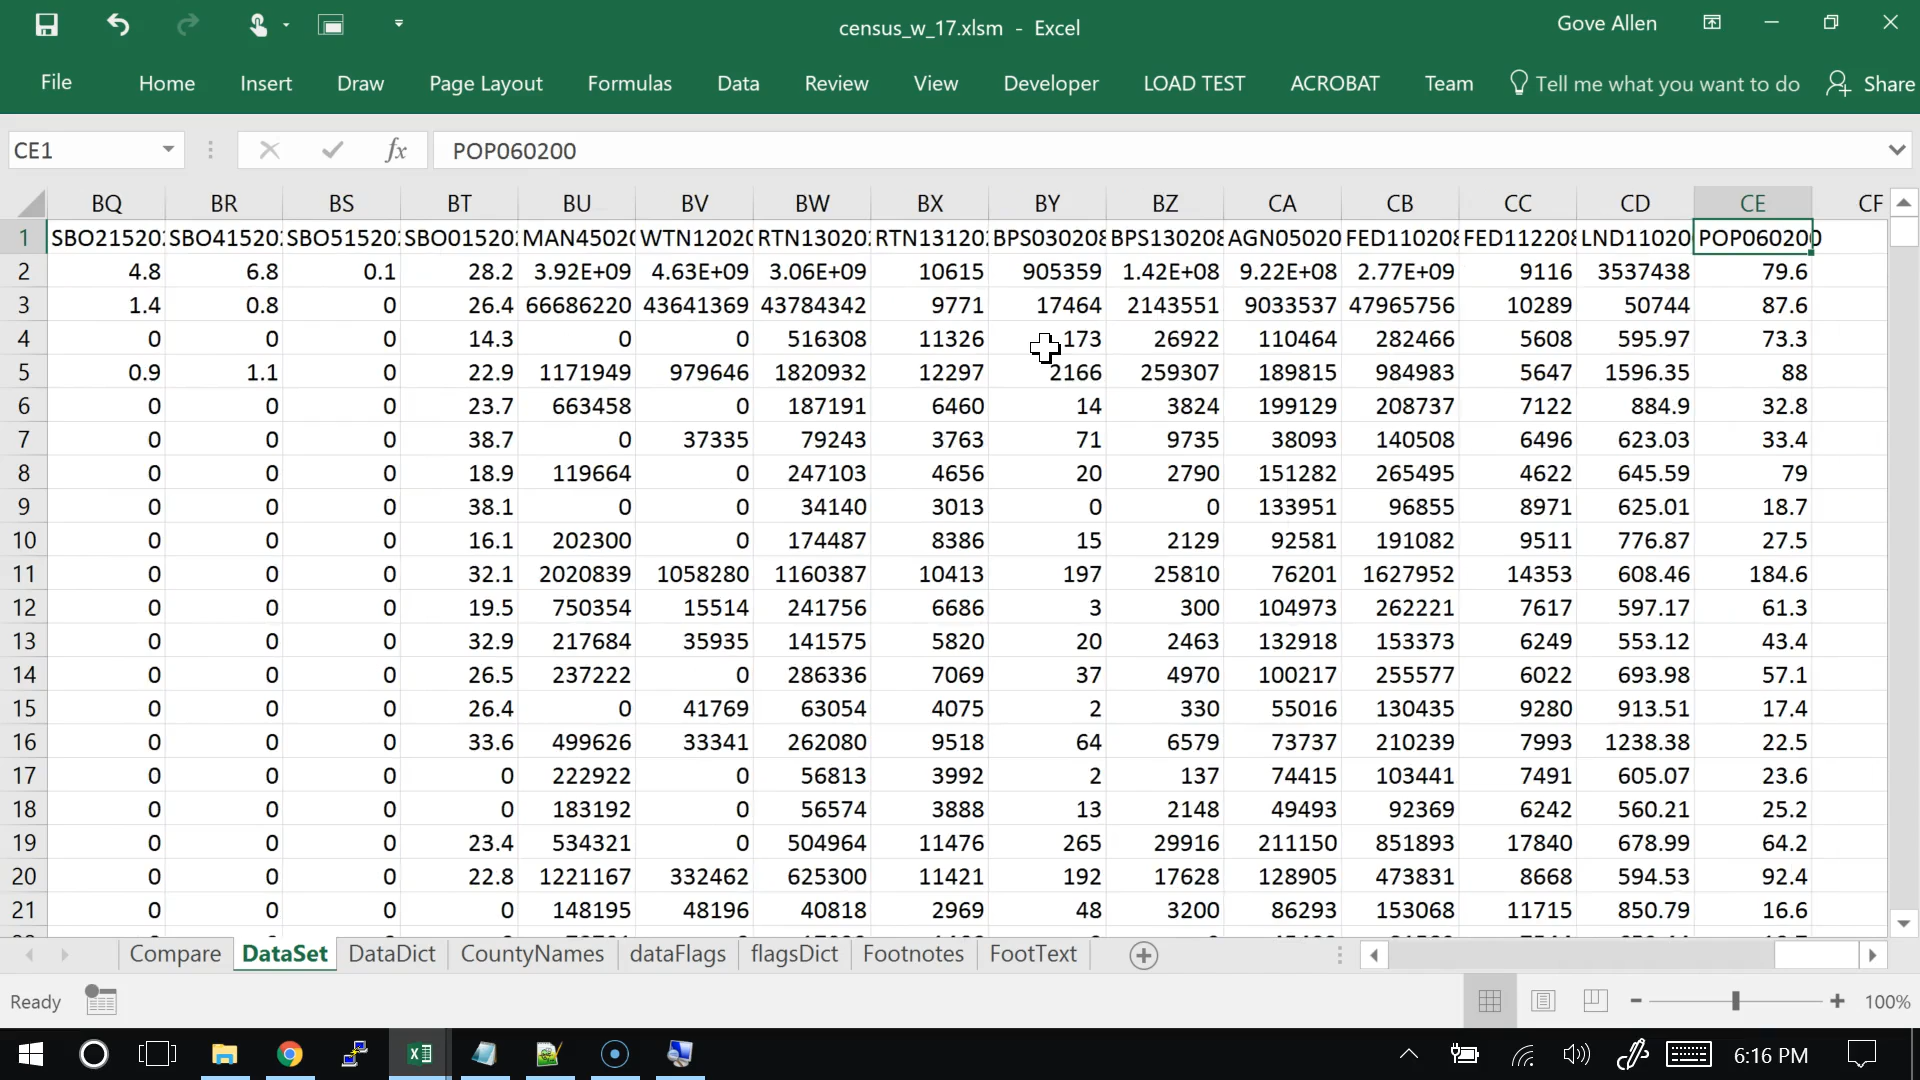 census_w_17.xlsm - Excel
Gove Allen
File Home Insert Draw Page Layout Formulas Data Review View Developer LOAD TEST ACROBAT Team Tell me what you want to do Share
CE1 fx POP060200
BQ BR BS BT BU BV BW BX BY BZ CA CB CC CD CE CF
1 SBO21520 SBO41520 SBO51520 SBO01520 MAN45020 WTN12020 RTN13020 RTN13120 BPS030208 BPS130208 AGN05020 FED110208 FED112208 LND11020 POP060200
2 4.8 6.8 0.1 28.2 3.92E+09 4.63E+09 3.06E+09 10615 905359 1.42E+08 9.22E+08 2.77E+09 9116 3537438 79.6
3 1.4 0.8 0 26.4 66686220 43641369 43784342 9771 17464 2143551 9033537 47965756 10289 50744 87.6
4 0 0 0 14.3 0 0 516308 11326 173 26922 110464 282466 5608 595.97 73.3
5 0.9 1.1 0 22.9 1171949 979646 1820932 12297 2166 259307 189815 984983 5647 1596.35 88
6 0 0 0 23.7 663458 0 187191 6460 14 3824 199129 208737 7122 884.9 32.8
7 0 0 0 38.7 0 37335 79243 3763 71 9735 38093 140508 6496 623.03 33.4
8 0 0 0 18.9 119664 0 247103 4656 20 2790 151282 265495 4622 645.59 79
9 0 0 0 38.1 0 0 34140 3013 0 0 133951 96855 8971 625.01 18.7
10 0 0 0 16.1 202300 0 174487 8386 15 2129 92581 191082 9511 776.87 27.5
11 0 0 0 32.1 2020839 1058280 1160387 10413 197 25810 76201 1627952 14353 608.46 184.6
12 0 0 0 19.5 750354 15514 241756 6686 3 300 104973 262221 7617 597.17 61.3
13 0 0 0 32.9 217684 35935 141575 5820 20 2463 132918 153373 6249 553.12 43.4
14 0 0 0 26.5 237222 0 286336 7069 37 4970 100217 255577 6022 693.98 57.1
15 0 0 0 26.4 0 41769 63054 4075 2 330 55016 130435 9280 913.51 17.4
16 0 0 0 33.6 499626 33341 262080 9518 64 6579 73737 210239 7993 1238.38 22.5
17 0 0 0 0 222922 0 56813 3992 2 137 74415 103441 7491 605.07 23.6
18 0 0 0 0 183192 0 56574 3888 13 2148 49493 92369 6242 560.21 25.2
19 0 0 0 23.4 534321 0 504964 11476 265 29916 211150 851893 17840 678.99 64.2
20 0 0 0 22.8 1221167 332462 625300 11421 192 17628 128905 473831 8668 594.53 92.4
21 0 0 0 0 148195 48196 40818 2969 48 3200 86293 153068 11715 850.79 16.6
Compare DataSet DataDict CountyNames dataFlags flagsDict Footnotes FootText
Ready 100%
6:16 PM